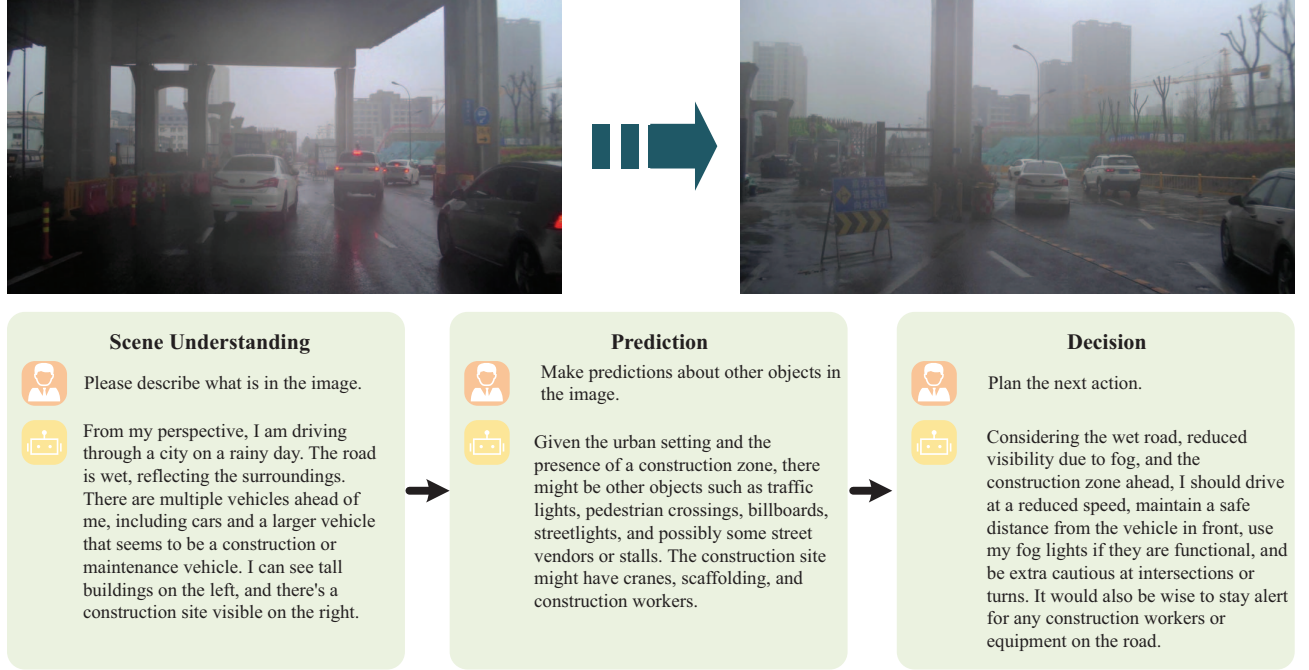 Scene Understanding
Please describe what is in the image.
From my perspective, I am driving
through a city on a rainy day. The road
is wet, reflecting the surroundings.
There are multiple vehicles ahead of
me, including cars and a larger vehicle
that seems to be a construction or
maintenance vehicle. I can see tall
buildings on the left, and there's a
construction site visible on the right.
Prediction
Make predictions about other objects in
the image.
Given the urban setting and the
presence of a construction zone, there
might be other objects such as traffic
lights, pedestrian crossings, billboards,
streetlights, and possibly some street
vendors or stalls. The construction site
might have cranes, scaffolding, and
construction workers.
Decision
Plan the next action.
Considering the wet road, reduced
visibility due to fog, and the
construction zone ahead, I should drive
at a reduced speed, maintain a safe
distance from the vehicle in front, use
my fog lights if they are functional, and
be extra cautious at intersections or
turns. It would also be wise to stay alert
for any construction workers or
equipment on the road.